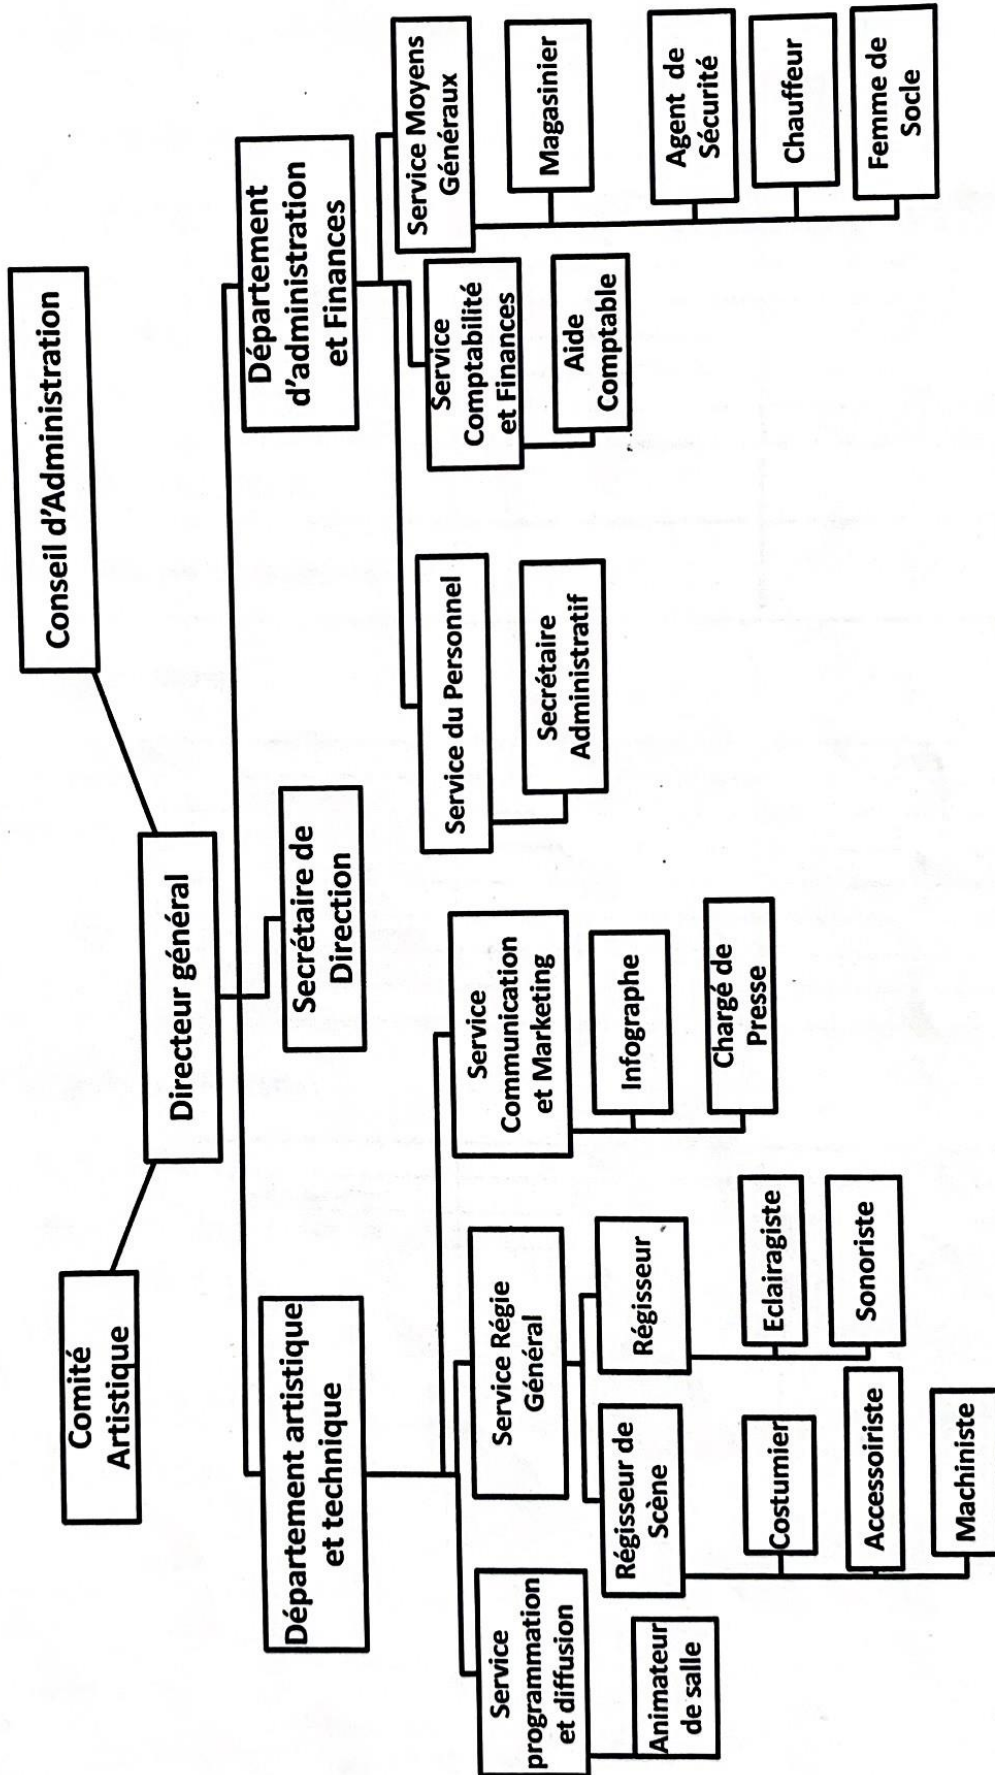 Conseil d'Administration
Comité
Artistique
Directeur général
Secrétaire de
Direction
Département artistique
et technique
Département
d'administration
et Finances
Service
programmation
et diffusion
Animateur
de salle
Service Régie
Général
Régisseur de
Scène
Costumier
Accessoiriste
Machiniste
Régisseur
Eclairagiste
Sonoriste
Service
Communication
et Marketing
Infographe
Chargé de
Presse
Service du Personnel
Secrétaire
Administratif
Service
Comptabilité
et Finances
Aide
Comptable
Service Moyens
Généraux
Magasinier
Agent de
Sécurité
Chauffeur
Femme de
Socle